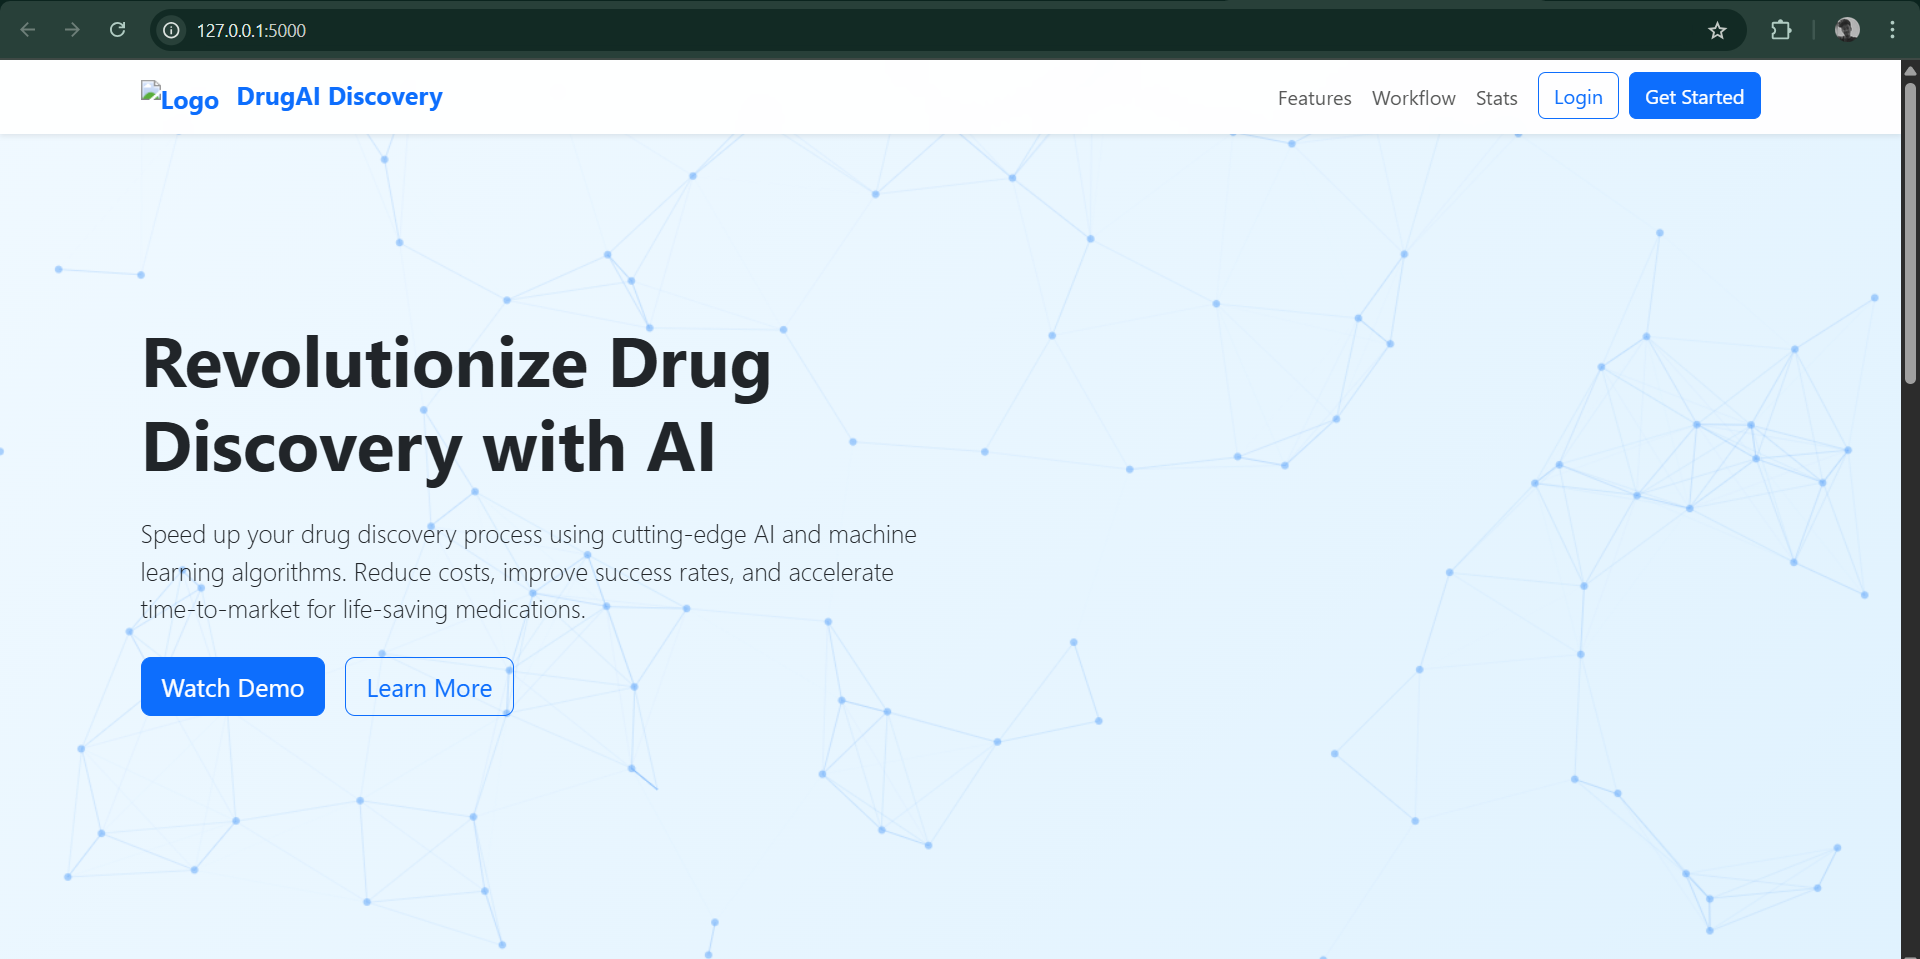 127.0.0.1:5000
Logo DrugAI Discovery
Features Workflow Stats Login Get Started
Revolutionize Drug
Discovery with AI
Speed up your drug discovery process using cutting-edge AI and machine
learning algorithms. Reduce costs, improve success rates, and accelerate
time-to-market for life-saving medications.
Watch Demo Learn More